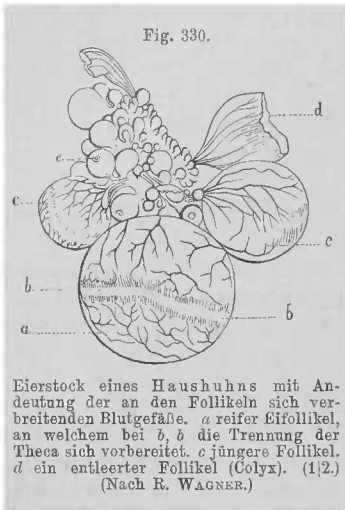 Fig. 330.
d
e
c
c
b
b
a
Eierstock eines Haushuhns mit An-
deutung der an den Follikeln sich ver-
breitenden Blutgefäße. a reifer Eifollikel,
an welchem bei b, b die Trennung der
Theca sich vorbereitet. c jüngere Follikel.
d ein entleerter Follikel (Colyx). (1|2.)
(Nach R. WAGNER.)